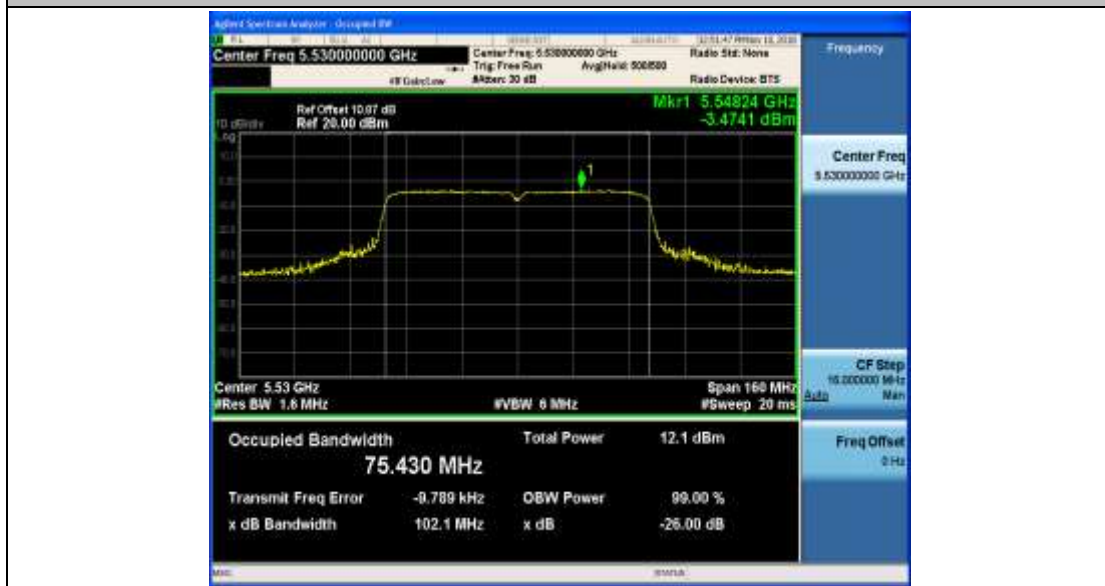 Agilent Spectrum Analyzer - Occupied BW
Center Freq 5.530000000 GHz
Center Freq: 5.530000000 GHz
Trig: Free Run Avg|Hold: 500/500
#IFGain:Low #Atten: 30 dB
Radio Std: None
Radio Device: BTS
Ref Offset 10.87 dB
10 dB/div Ref 20.00 dBm
Log
Mkr1 5.54824 GHz
-3.4741 dBm
1
Center 5.53 GHz Span 160 MHz
#Res BW 1.6 MHz #VBW 6 MHz #Sweep 20 ms
Occupied Bandwidth Total Power 12.1 dBm
75.430 MHz
Transmit Freq Error -9.789 kHz OBW Power 99.00 %
x dB Bandwidth 102.1 MHz x dB -26.00 dB
MSG STATUS
Frequency
Center Freq
5.530000000 GHz
CF Step
16.000000 MHz
Auto Man
Freq Offset
0 Hz